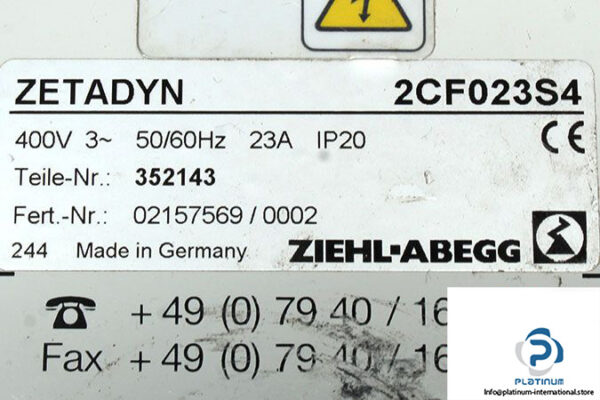 ZETADYN 2CF023S4
400V 3~ 50/60Hz 23A IP20 CE
Teile-Nr.: 352143
Fert.-Nr.: 02157569 / 0002
244 Made in Germany ZIEHL-ABEGG
☎ + 49 (0) 79 40 / 16
Fax + 49 (0) 79 40 / 16
PLATINUM
Info@platinum-international.store